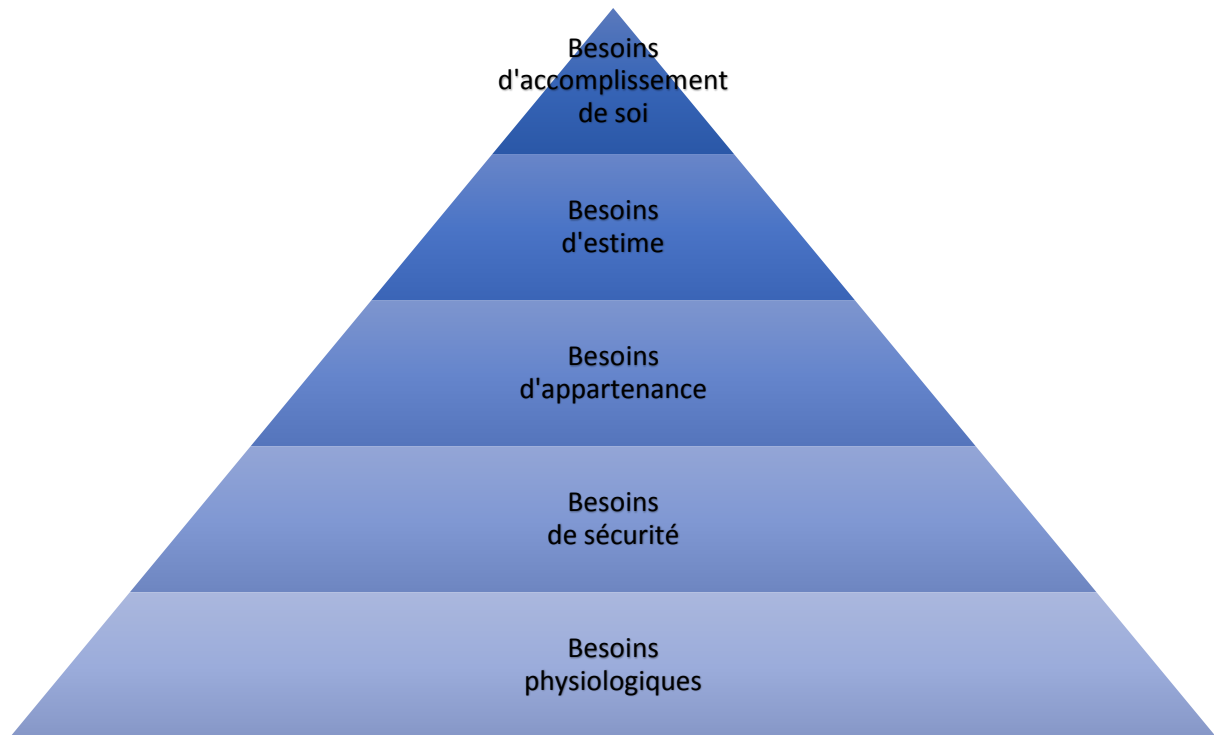 Besoins
d'accomplissement
de soi
Besoins
d'estime
Besoins
d'appartenance
Besoins
de sécurité
Besoins
physiologiques